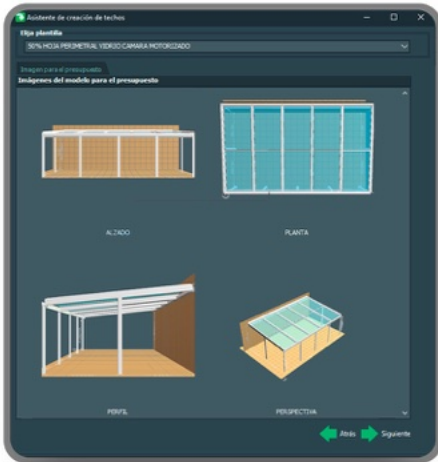 Asistente de creación de techos
Elija plantilla
50% HOJA PERIMETRAL VIDRIO CAMARA MOTORIZADO
Imagen para el presupuesto
Imágenes del modelo para el presupuesto
ALZADO
PLANTA
PERFIL
PERSPECTIVA
Atrás
Siguiente